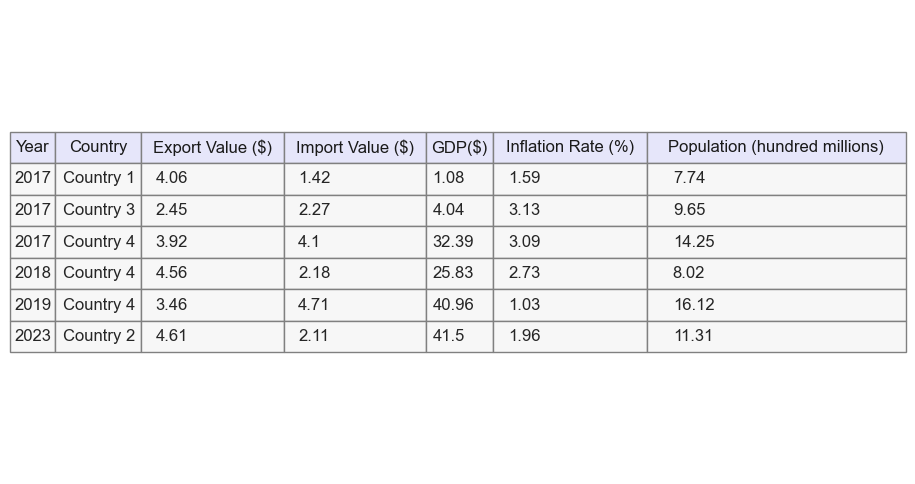 Year Country Export Value ($) Import Value ($) GDP($) Inflation Rate (%) Population (hundred millions)
2017 Country 1 4.06 1.42 1.08 1.59 7.74
2017 Country 3 2.45 2.27 4.04 3.13 9.65
2017 Country 4 3.92 4.1 32.39 3.09 14.25
2018 Country 4 4.56 2.18 25.83 2.73 8.02
2019 Country 4 3.46 4.71 40.96 1.03 16.12
2023 Country 2 4.61 2.11 41.5 1.96 11.31